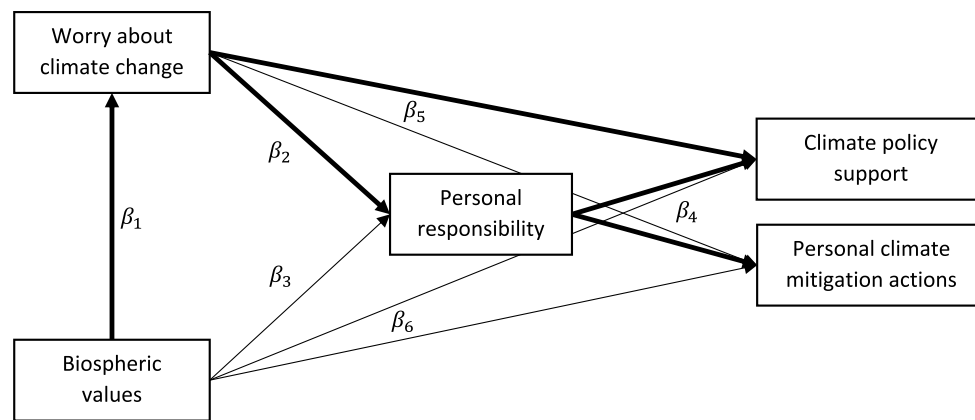 Worry about
climate change
β₅
β₂
Climate policy
support
Personal
responsibility
β₄
β₁
Personal climate
mitigation actions
β₃
β₆
Biospheric
values